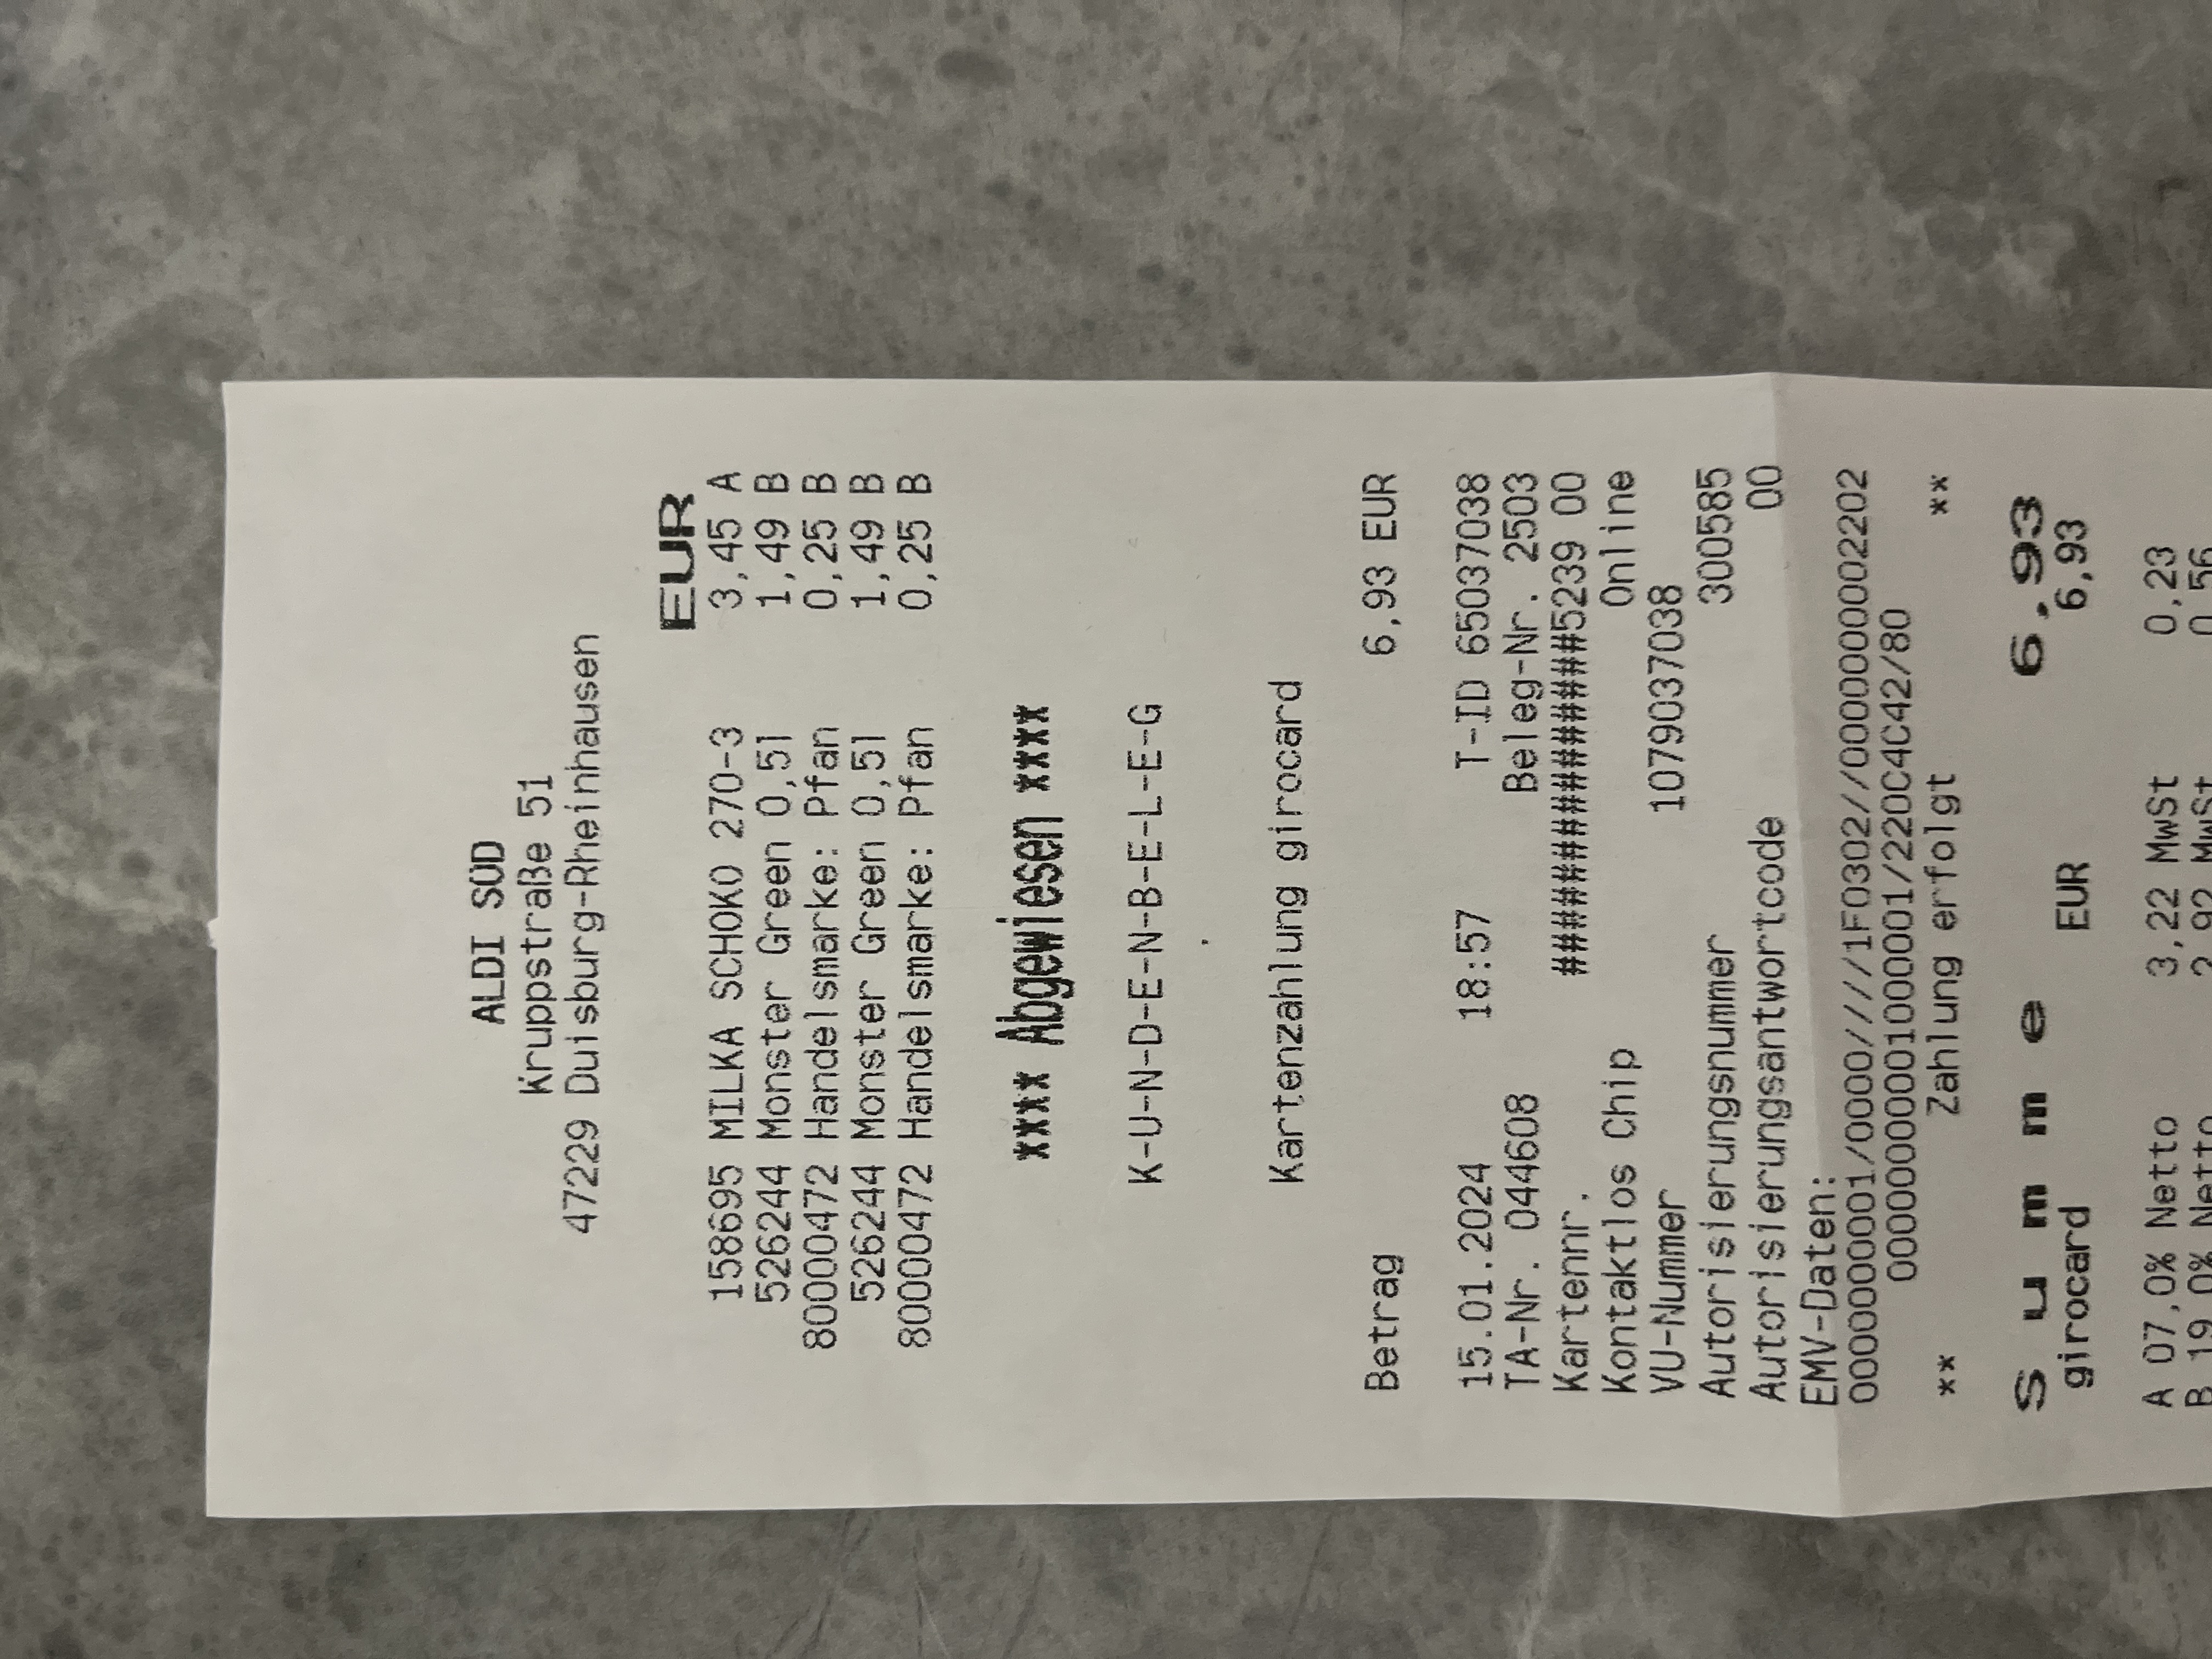 ALDI SÜD
Kruppstraße 51
47229 Duisburg-Rheinhausen
EUR
158695 MILKA SCHOKO 270-3 3,45 A
526244 Monster Green 0,5l 1,49 B
80000472 Handelsmarke: Pfan 0,25 B
526244 Monster Green 0,5l 1,49 B
80000472 Handelsmarke: Pfan 0,25 B
**** Abgewiesen ****
K-U-N-D-E-N-B-E-L-E-G
.
Kartenzahlung girocard
Betrag 6,93 EUR
15.01.2024 18:57 T-ID 65037038
TA-Nr. 044608 Beleg-Nr. 2503
Kartennr. ###############5239 00
Kontaktlos Chip Online
VU-Nummer 1079037038
Autorisierungsnummer 300585
Autorisierungsantwortcode 00
EMV-Daten:
0000000001/0000////1F0302//0000000002202
00000000001000001/220C4C42/80
** Zahlung erfolgt **
Summe 6,93
girocard EUR 6,93
A 07,0% Netto 3,22 MwSt 0,23
B 19,0% Netto 2,92 MwSt 0,56